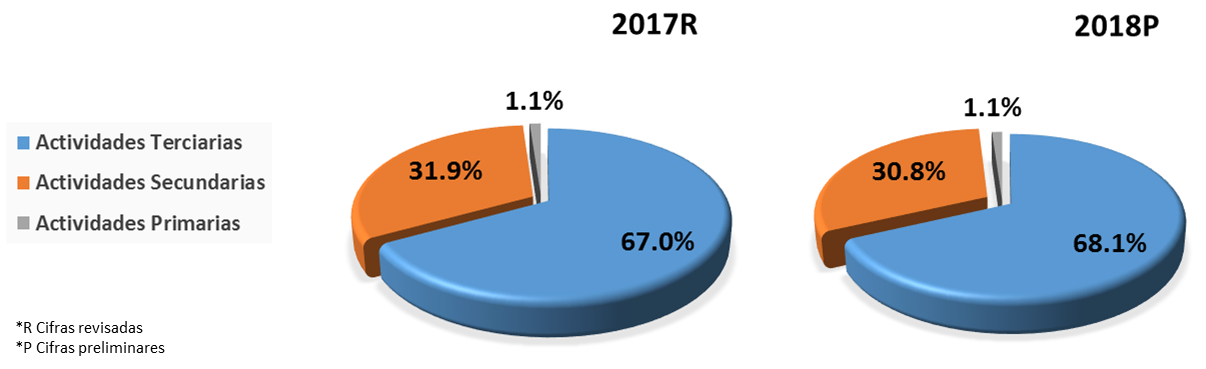 2017R
2018P
Actividades Terciarias
Actividades Secundarias
Actividades Primarias
1.1%
31.9%
67.0%
1.1%
30.8%
68.1%
*R Cifras revisadas
*P Cifras preliminares